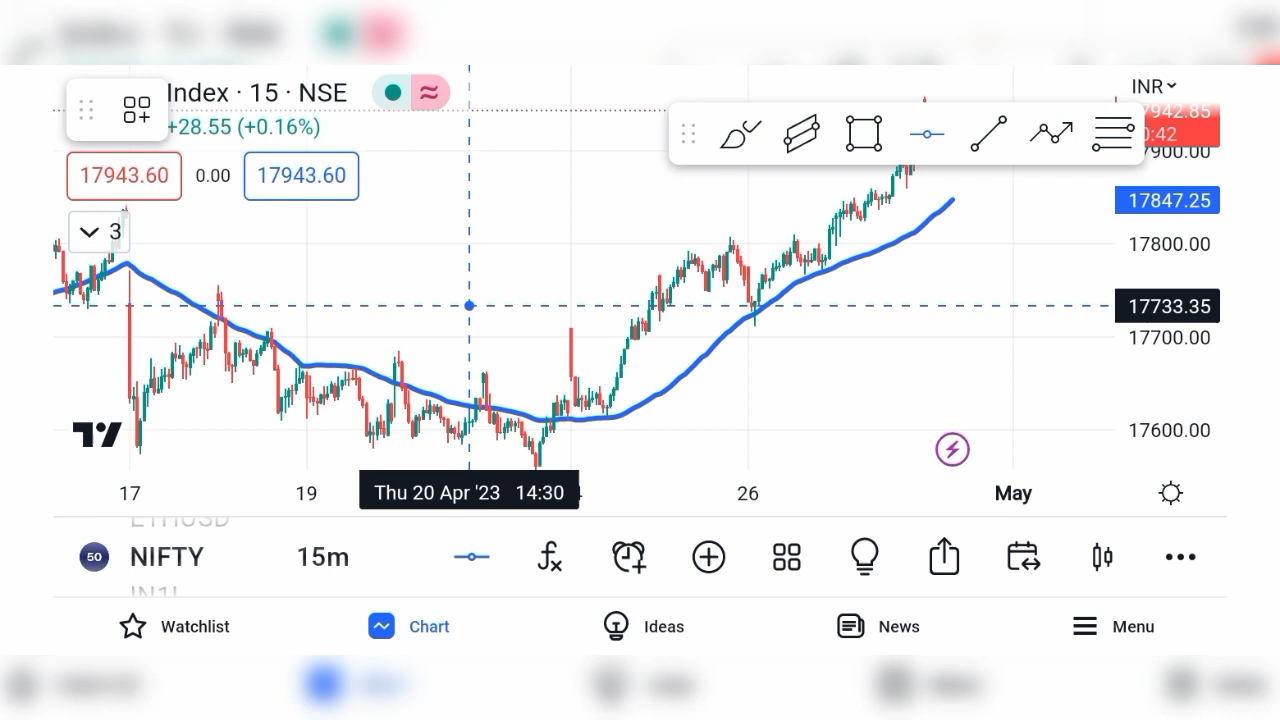 Index · 15 · NSE
INR
+28.55 (+0.16%)
17942.85
0:42
17900.00
17943.60 0.00 17943.60
17847.25
3
17800.00
17733.35
17700.00
17600.00
17 19 Thu 20 Apr '23 14:30 26 May
ETHUSD
50 NIFTY 15m
Watchlist Chart Ideas News Menu